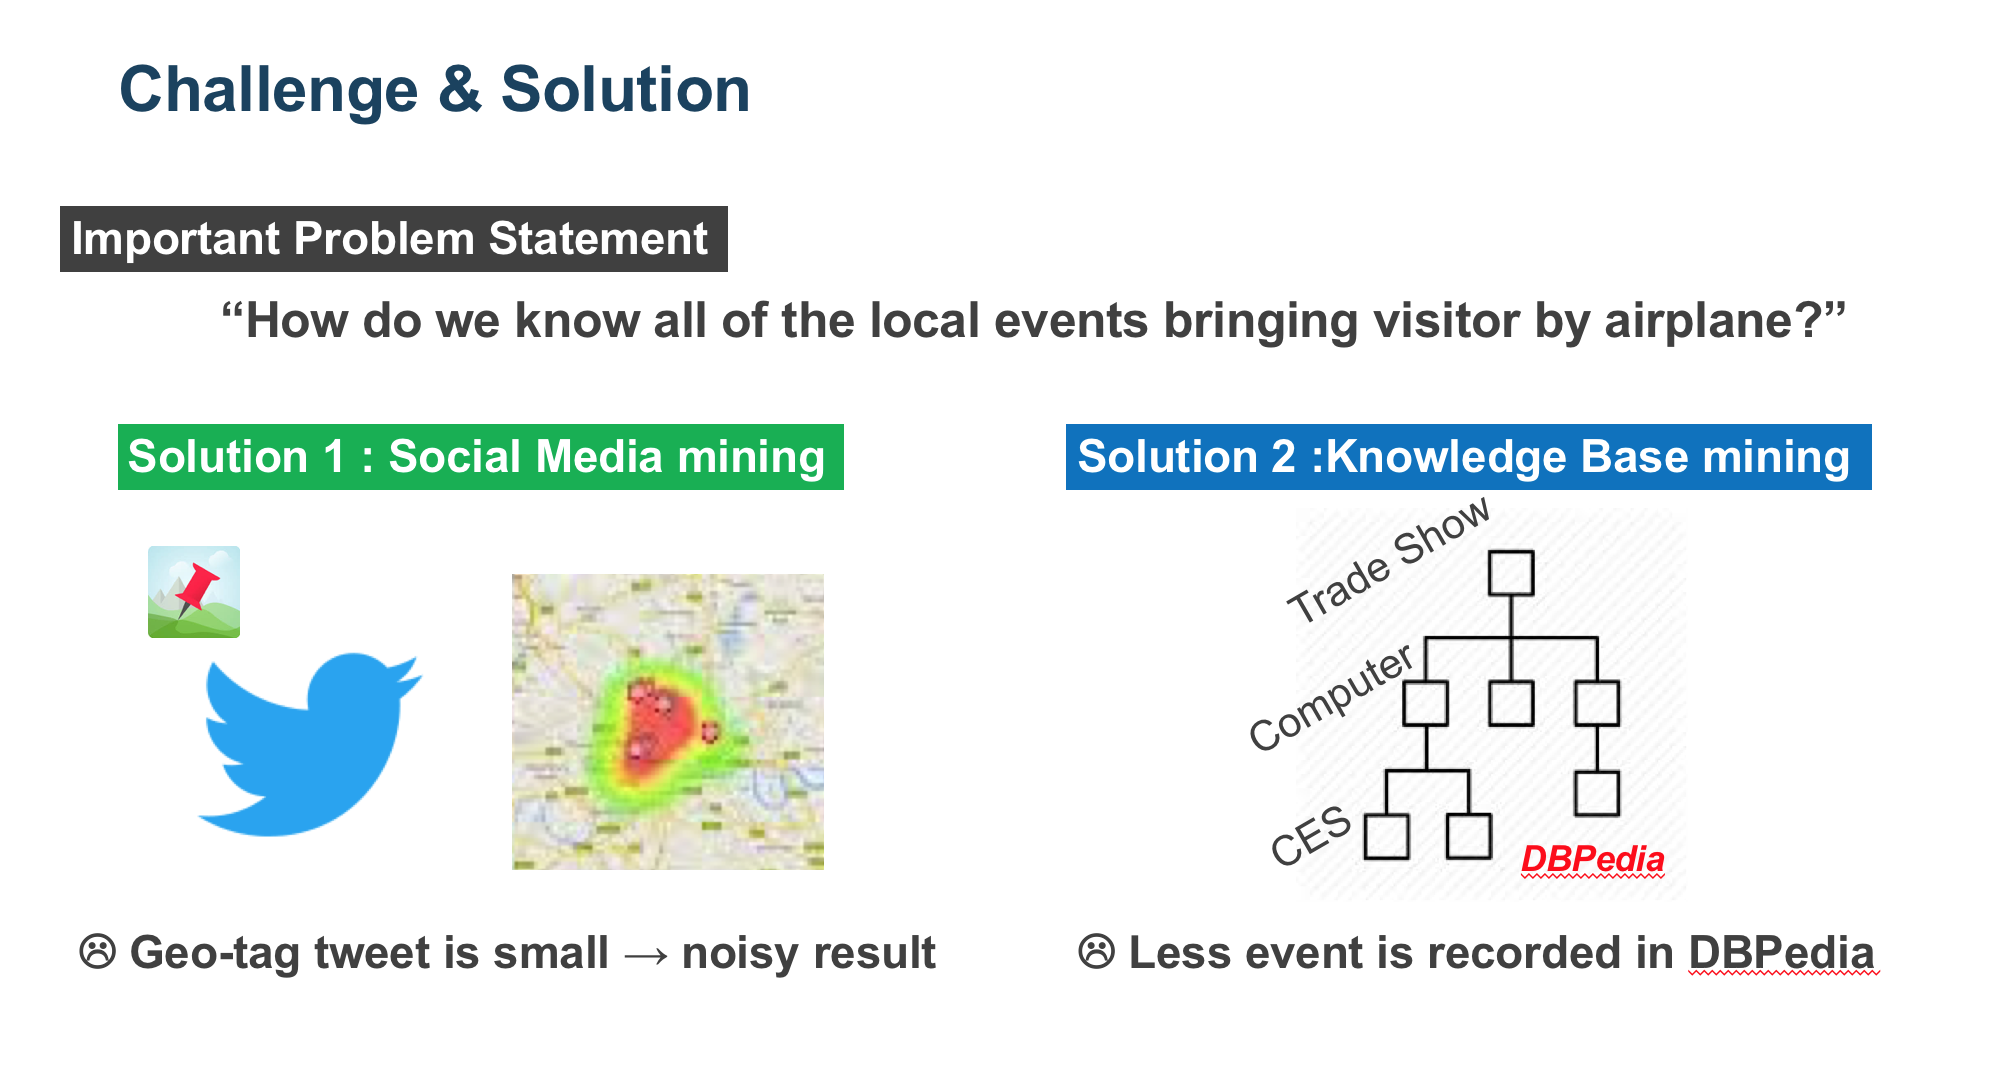 Challenge & Solution
Important Problem Statement
“How do we know all of the local events bringing visitor by airplane?”
Solution 1 : Social Media mining
Solution 2 :Knowledge Base mining
Trade Show
Computer
CES
DBPedia
☹ Geo-tag tweet is small → noisy result
☹ Less event is recorded in DBPedia